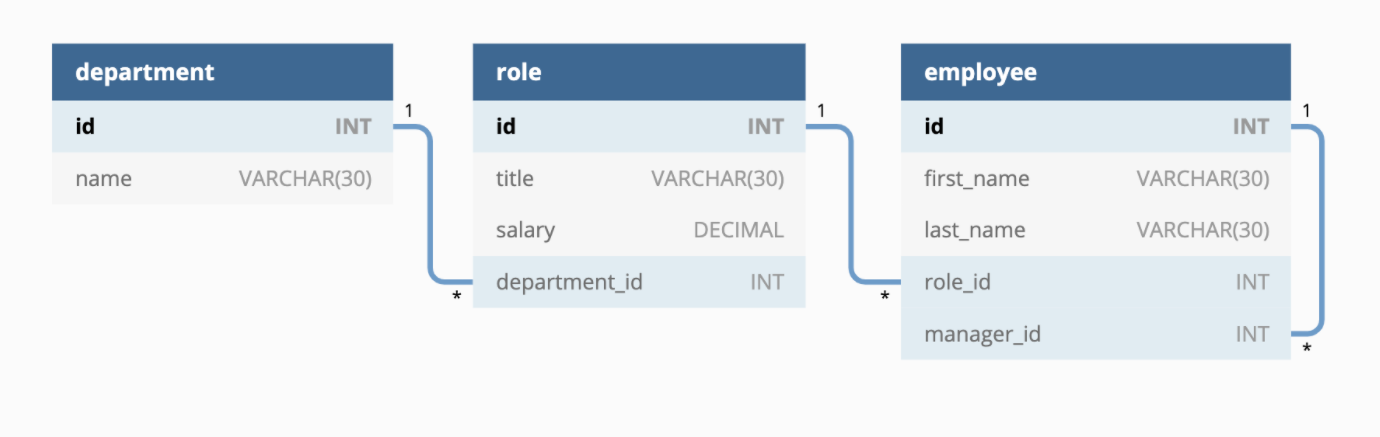 department
id INT
name VARCHAR(30)
1
*
role
id INT
title VARCHAR(30)
salary DECIMAL
department_id INT
1
*
employee
id INT
first_name VARCHAR(30)
last_name VARCHAR(30)
role_id INT
manager_id INT
1
*